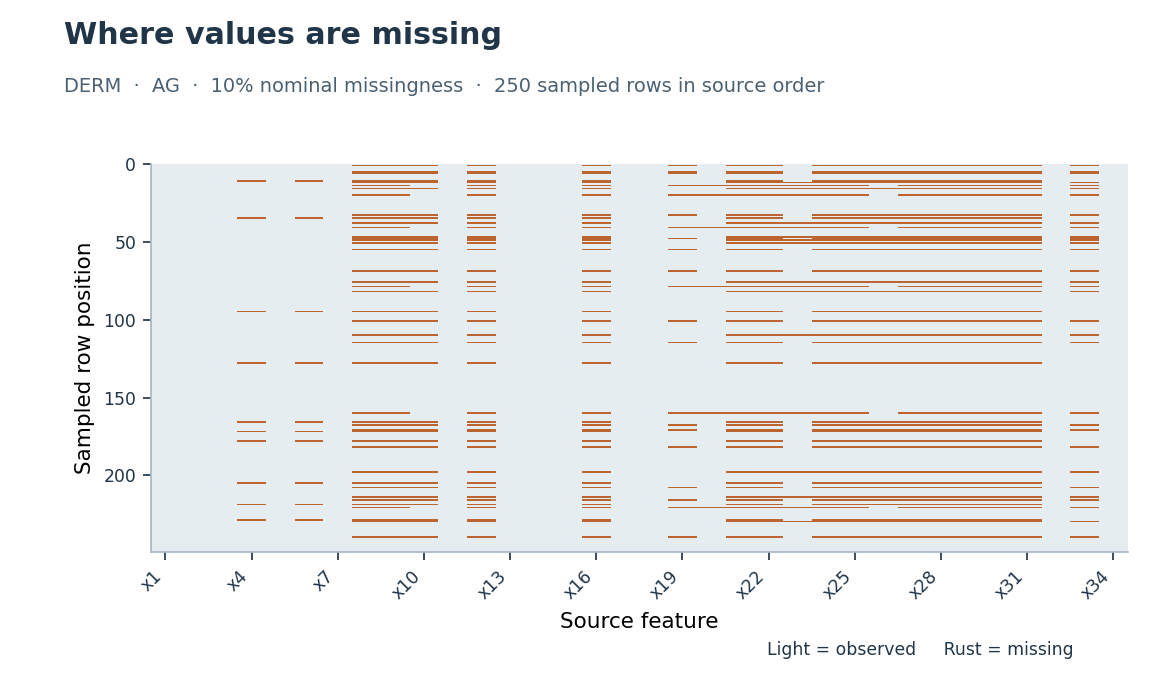 Where values are missing
DERM · AG · 10% nominal missingness · 250 sampled rows in source order
0
50
100
150
200
Sampled row position
x1
x4
x7
x10
x13
x16
x19
x22
x25
x28
x31
x34
Source feature
Light = observed Rust = missing